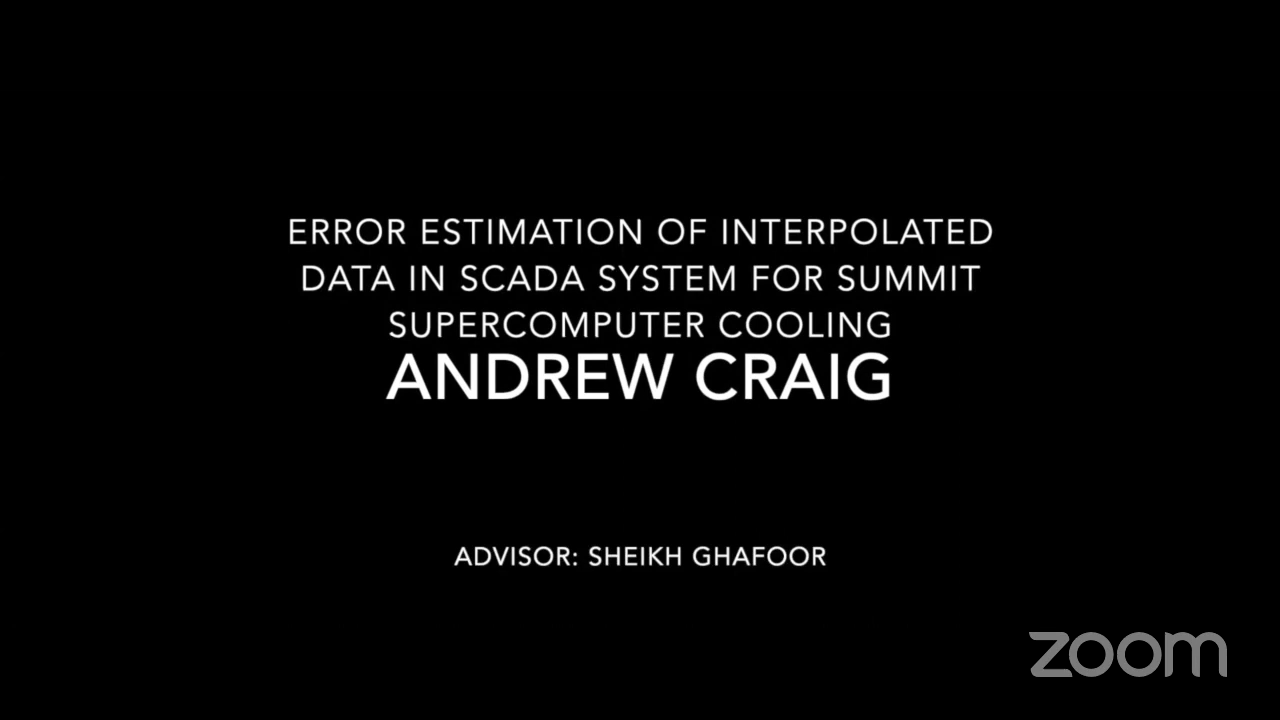 ERROR ESTIMATION OF INTERPOLATED
DATA IN SCADA SYSTEM FOR SUMMIT
SUPERCOMPUTER COOLING
ANDREW CRAIG
ADVISOR: SHEIKH GHAFOOR
zoom